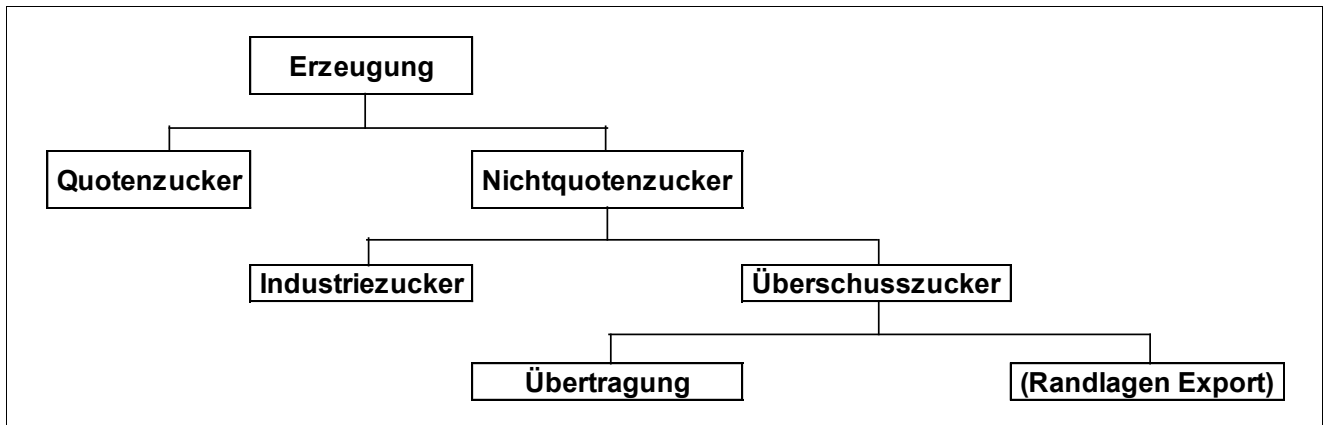 Erzeugung
Quotenzucker
Nichtquotenzucker
Industriezucker
Überschusszucker
Übertragung
(Randlagen Export)